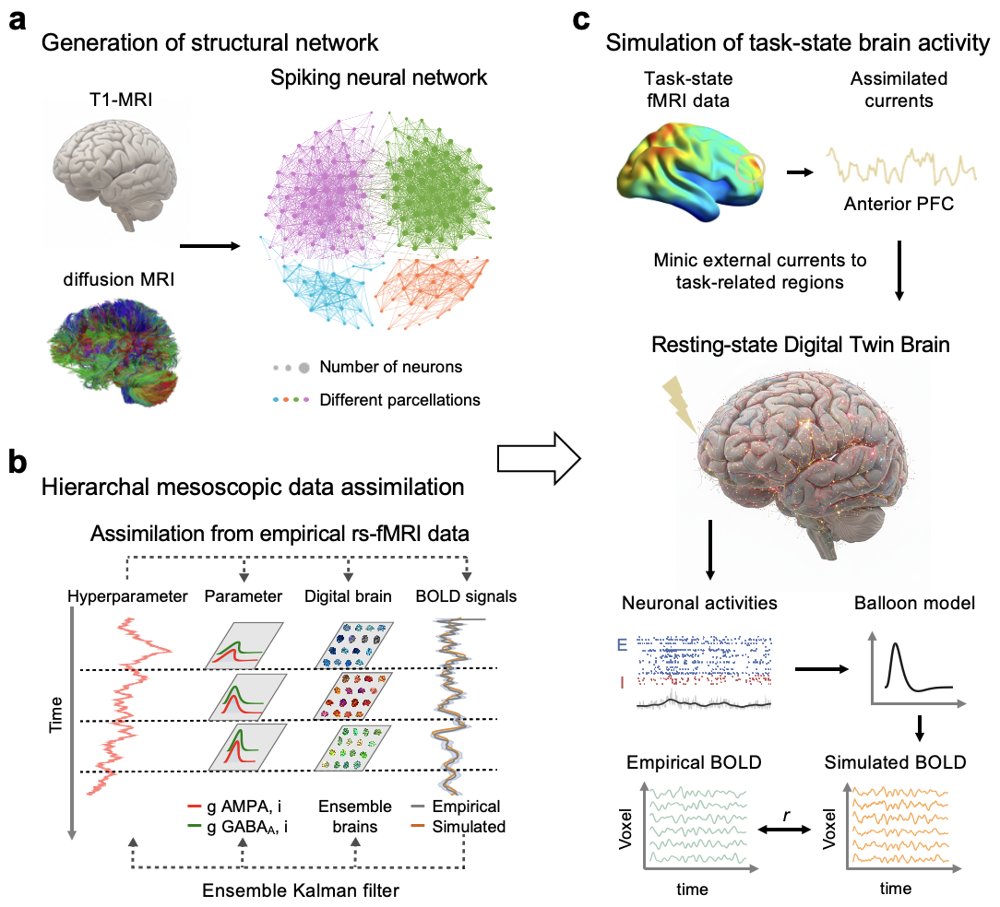 a
Generation of structural network
T1-MRI
Spiking neural network
diffusion MRI
Number of neurons
Different parcellations
b
Hierarchal mesoscopic data assimilation
Assimilation from empirical rs-fMRI data
Hyperparameter
Parameter
Digital brain
BOLD signals
Time
g AMPA, i
g GABAA, i
Ensemble
brains
Empirical
Simulated
Ensemble Kalman filter
c
Simulation of task-state brain activity
Task-state
fMRI data
Assimilated
currents
Anterior PFC
Minic external currents to
task-related regions
Resting-state Digital Twin Brain
Neuronal activities
Balloon model
E
I
Empirical BOLD
Simulated BOLD
Voxel
time
r
Voxel
time